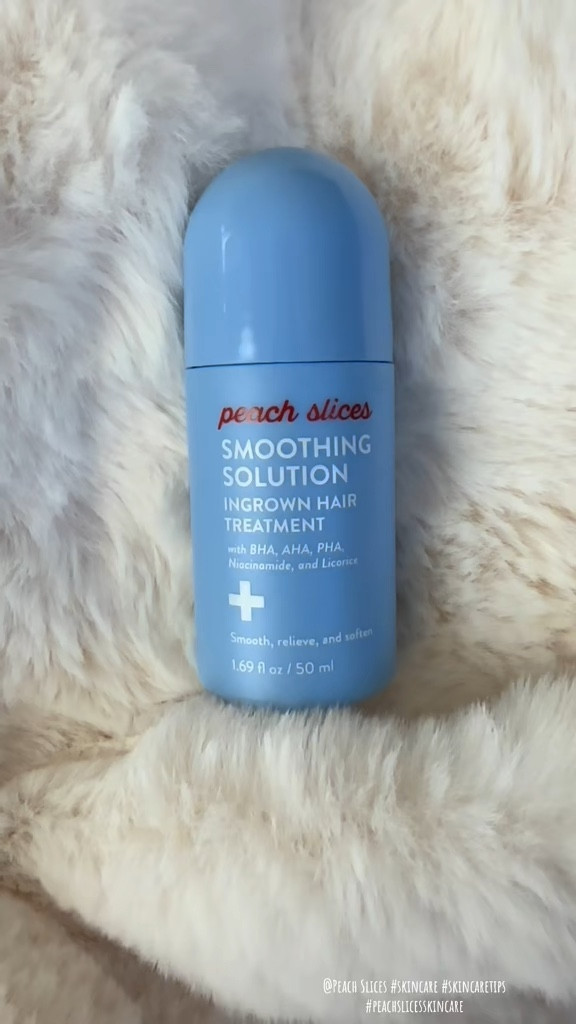 peach slices
SMOOTHING
SOLUTION
INGROWN HAIR
TREATMENT
with BHA, AHA, PHA,
Niacinamide, and Licorice
Smooth, relieve, and soften
1.69 fl oz / 50 ml
@Peach Slices #skincare #skincaretips
#peachslicesskincare